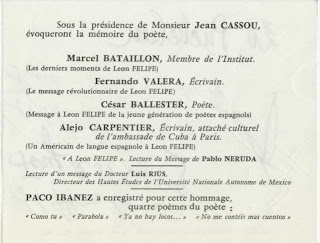 Sous la présidence de Monsieur Jean CASSOU,
évoqueront la mémoire du poète,
Marcel BATAILLON, Membre de l'Institut.
(Les derniers moments de Leon FELIPE)
Fernando VALERA, Écrivain.
(Le message révolutionnaire de Leon FELIPE)
César BALLESTER, Poète.
(Message à Leon FELIPE de la jeune génération de poètes espagnols)
Alejo CARPENTIER, Écrivain, attaché culturel
de l'ambassade de Cuba à Paris.
(Un Américain de langue espagnole à Leon FELIPE)
« A Leon FELIPE ». Lecture du Message de Pablo NERUDA
Lecture d'un message du Docteur Luis RIUS,
Directeur des Hautes Études de l'Université Nationale Autonome de Mexico
PACO IBANEZ a enregistré pour cette hommage,
quatre poèmes du poète :
« Como tu » « Parabola » « Ya no hay locos... » « No me contéis mas cuentos »